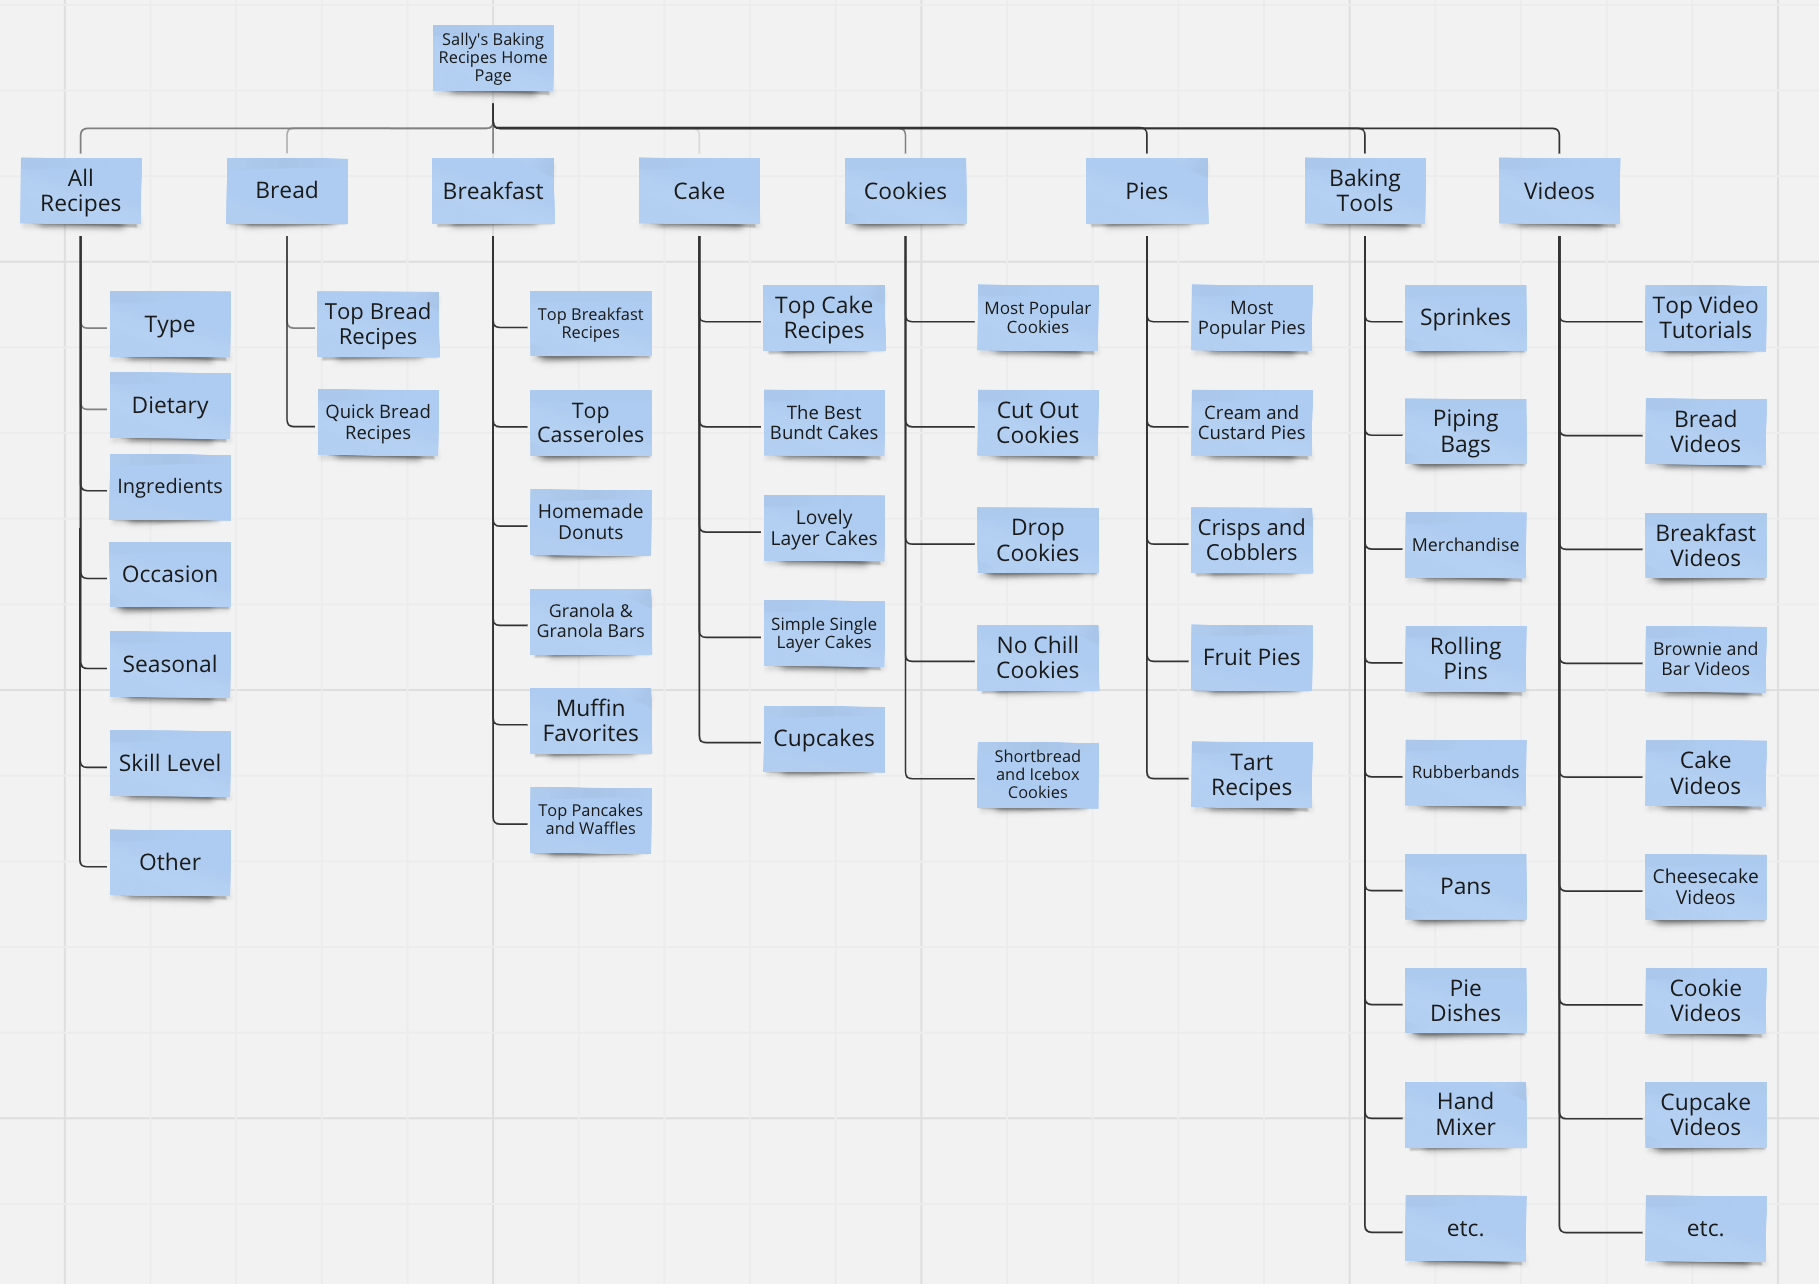 Sally's Baking
Recipes Home
Page
All
Recipes
Bread
Breakfast
Cake
Cookies
Pies
Baking
Tools
Videos
Type
Dietary
Ingredients
Occasion
Seasonal
Skill Level
Other
Top Bread
Recipes
Quick Bread
Recipes
Top Breakfast
Recipes
Top
Casseroles
Homemade
Donuts
Granola &
Granola Bars
Muffin
Favorites
Top Pancakes
and Waffles
Top Cake
Recipes
The Best
Bundt Cakes
Lovely
Layer Cakes
Simple Single
Layer Cakes
Cupcakes
Most Popular
Cookies
Cut Out
Cookies
Drop
Cookies
No Chill
Cookies
Shortbread
and Icebox
Cookies
Most
Popular Pies
Cream and
Custard Pies
Crisps and
Cobblers
Fruit Pies
Tart
Recipes
Sprinkes
Piping
Bags
Merchandise
Rolling
Pins
Rubberbands
Pans
Pie
Dishes
Hand
Mixer
etc.
Top Video
Tutorials
Bread
Videos
Breakfast
Videos
Brownie and
Bar Videos
Cake
Videos
Cheesecake
Videos
Cookie
Videos
Cupcake
Videos
etc.